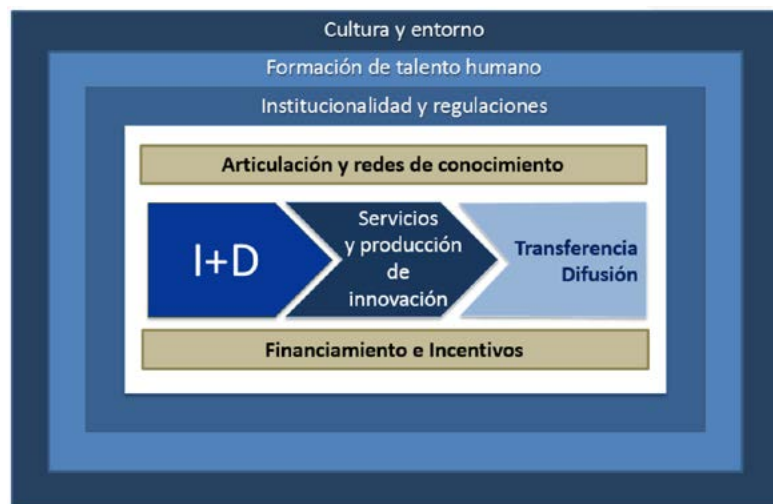 Cultura y entorno
Formación de talento humano
Institucionalidad y regulaciones
Articulación y redes de conocimiento
I+D
Servicios
y producción
de
innovación
Transferencia
Difusión
Financiamiento e Incentivos